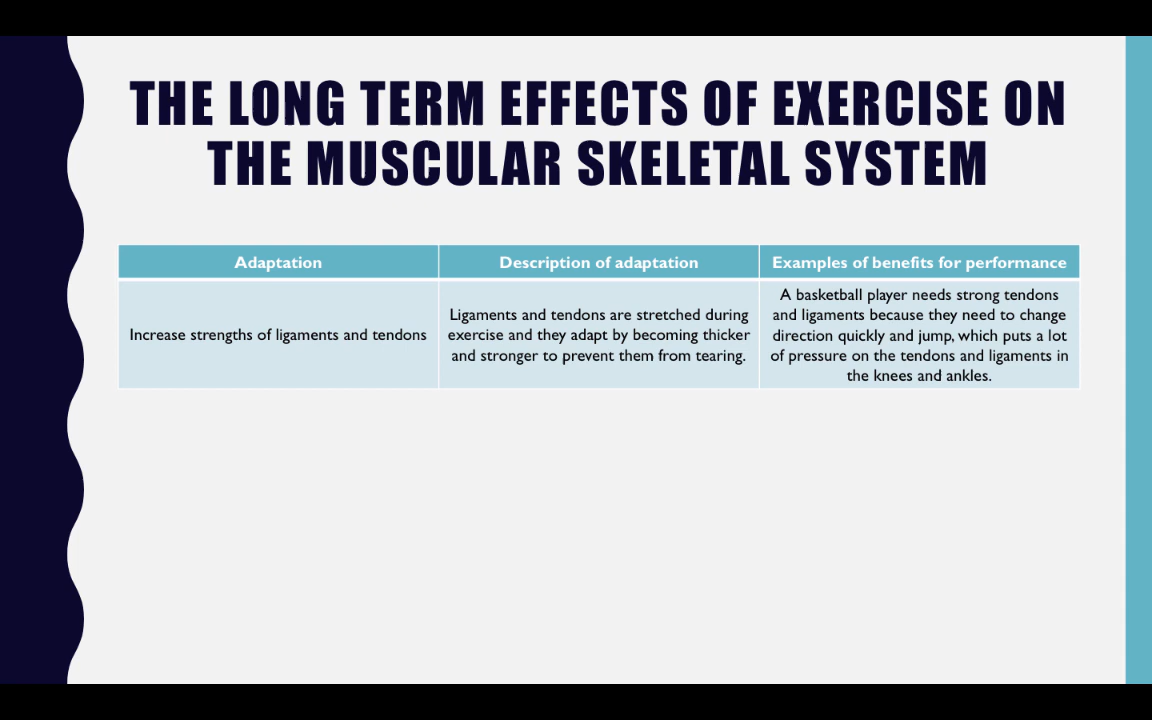 THE LONG TERM EFFECTS OF EXERCISE ON
THE MUSCULAR SKELETAL SYSTEM
Adaptation
Description of adaptation
Examples of benefits for performance
Increase strengths of ligaments and tendons
Ligaments and tendons are stretched during
exercise and they adapt by becoming thicker
and stronger to prevent them from tearing.
A basketball player needs strong tendons
and ligaments because they need to change
direction quickly and jump, which puts a lot
of pressure on the tendons and ligaments in
the knees and ankles.